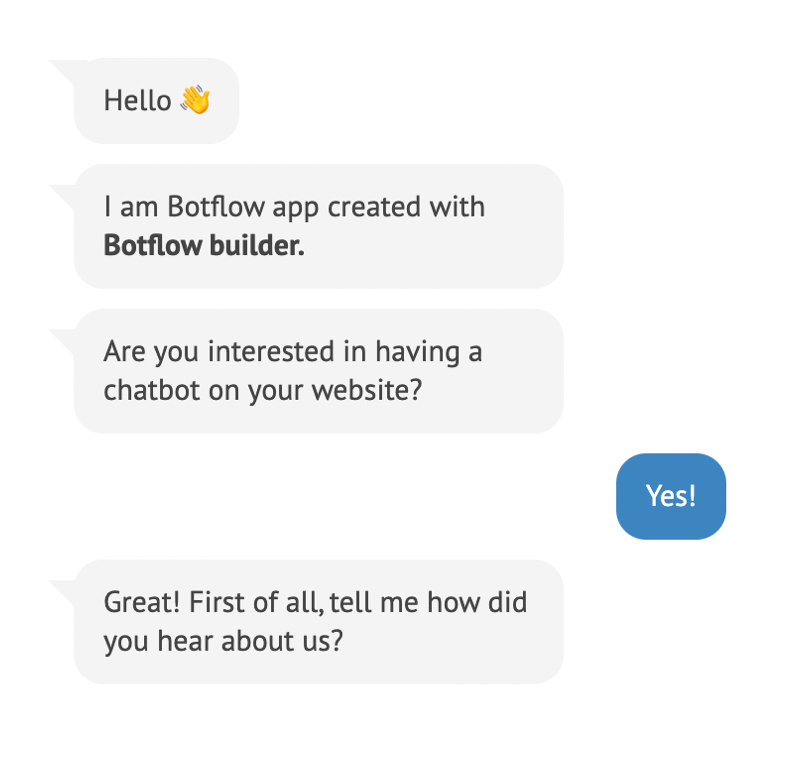 Hello 👋
I am Botflow app created with
Botflow builder.
Are you interested in having a
chatbot on your website?
Yes!
Great! First of all, tell me how did
you hear about us?